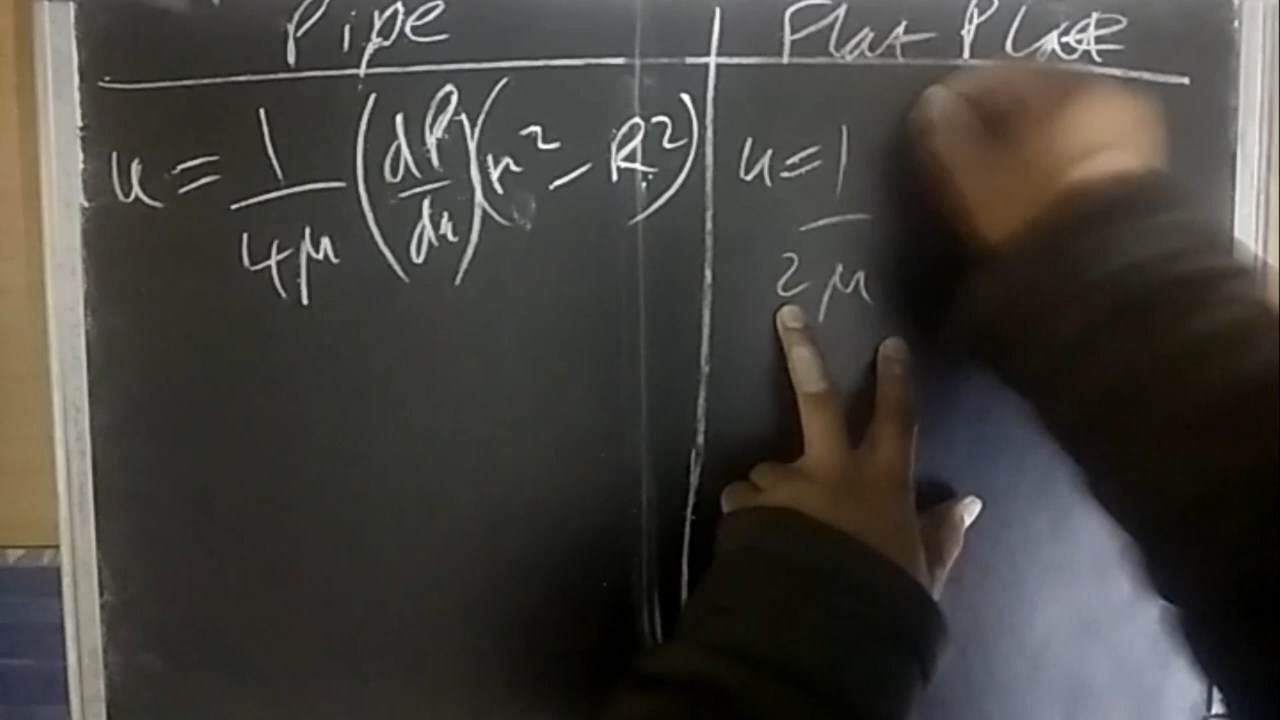 Pipe
Flat Plate
u = 1/4μ (dP/dx)(r² - R²)
u = 1/2μ